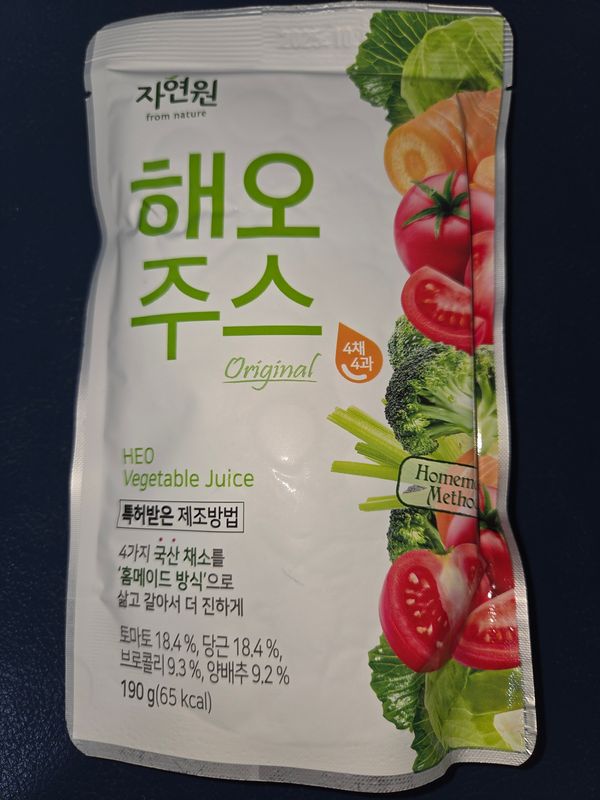 자연원
from nature
해오
주스
Original
4채
4과
HEO
Vegetable Juice
Homem
Metho
특허받은 제조방법
4가지 국산 채소를
'홈메이드 방식'으로
삶고 갈아서 더 진하게
토마토 18.4 %, 당근 18.4 %,
브로콜리 9.3 %, 양배추 9.2 %
190 g(65 kcal)